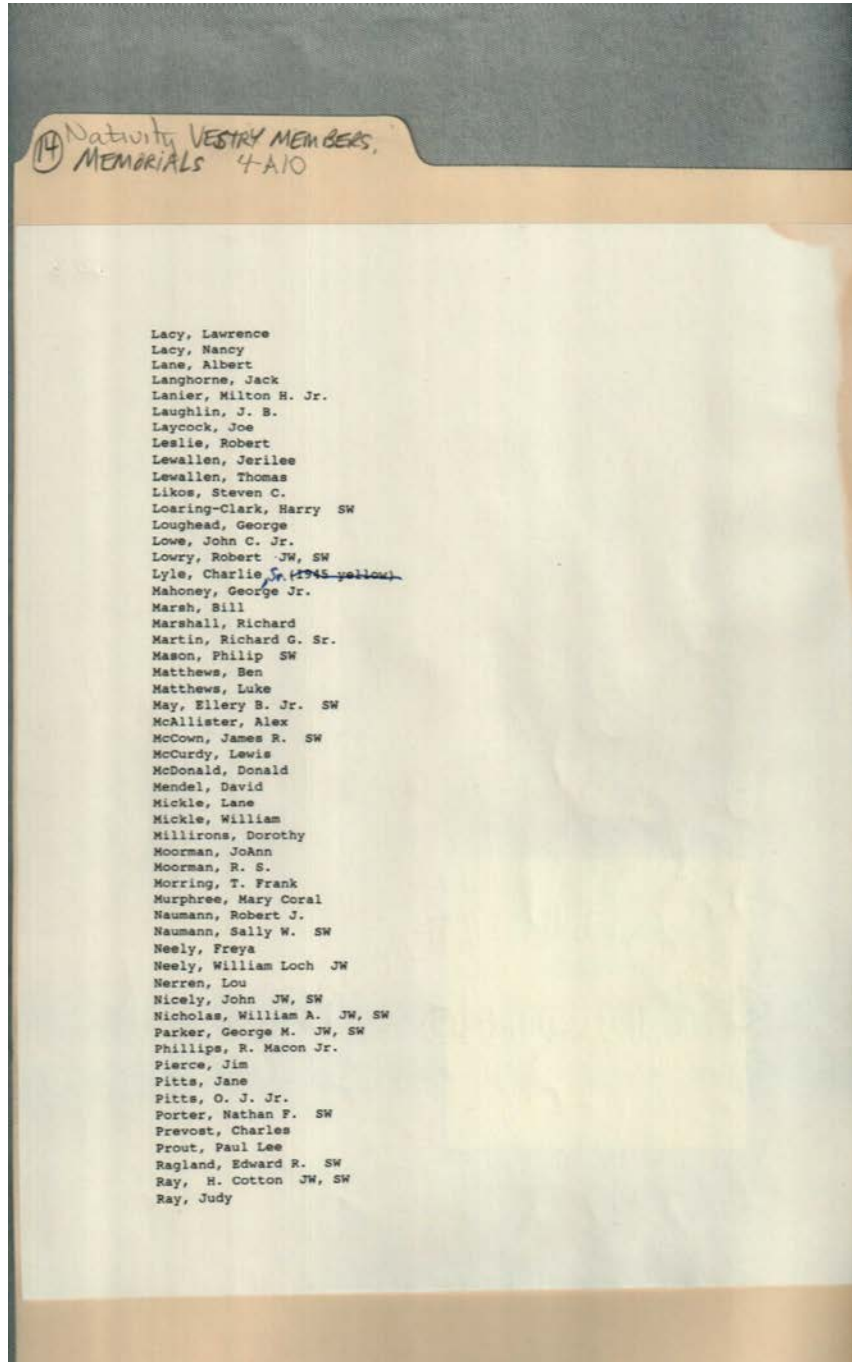 14 Nativity VESTRY MEMBERS,
MEMORIALS 4-A10
Lacy, Lawrence
Lacy, Nancy
Lane, Albert
Langhorne, Jack
Lanier, Milton H. Jr.
Laughlin, J. B.
Laycock, Joe
Leslie, Robert
Lewallen, Jerilee
Lewallen, Thomas
Likos, Steven C.
Loaring-Clark, Harry SW
Loughead, George
Lowe, John C. Jr.
Lowry, Robert JW, SW
Lyle, Charlie, Sr. (1945 yellow)
Mahoney, George Jr.
Marsh, Bill
Marshall, Richard
Martin, Richard G. Sr.
Mason, Philip SW
Matthews, Ben
Matthews, Luke
May, Ellery B. Jr. SW
McAllister, Alex
McCown, James R. SW
McCurdy, Lewis
McDonald, Donald
Mendel, David
Mickle, Lane
Mickle, William
Millirons, Dorothy
Moorman, JoAnn
Moorman, R. S.
Morring, T. Frank
Murphree, Mary Coral
Naumann, Robert J.
Naumann, Sally W. SW
Neely, Freya
Neely, William Loch JW
Nerren, Lou
Nicely, John JW, SW
Nicholas, William A. JW, SW
Parker, George M. JW, SW
Phillips, R. Macon Jr.
Pierce, Jim
Pitts, Jane
Pitts, O. J. Jr.
Porter, Nathan F. SW
Prevost, Charles
Prout, Paul Lee
Ragland, Edward R. SW
Ray, H. Cotton JW, SW
Ray, Judy